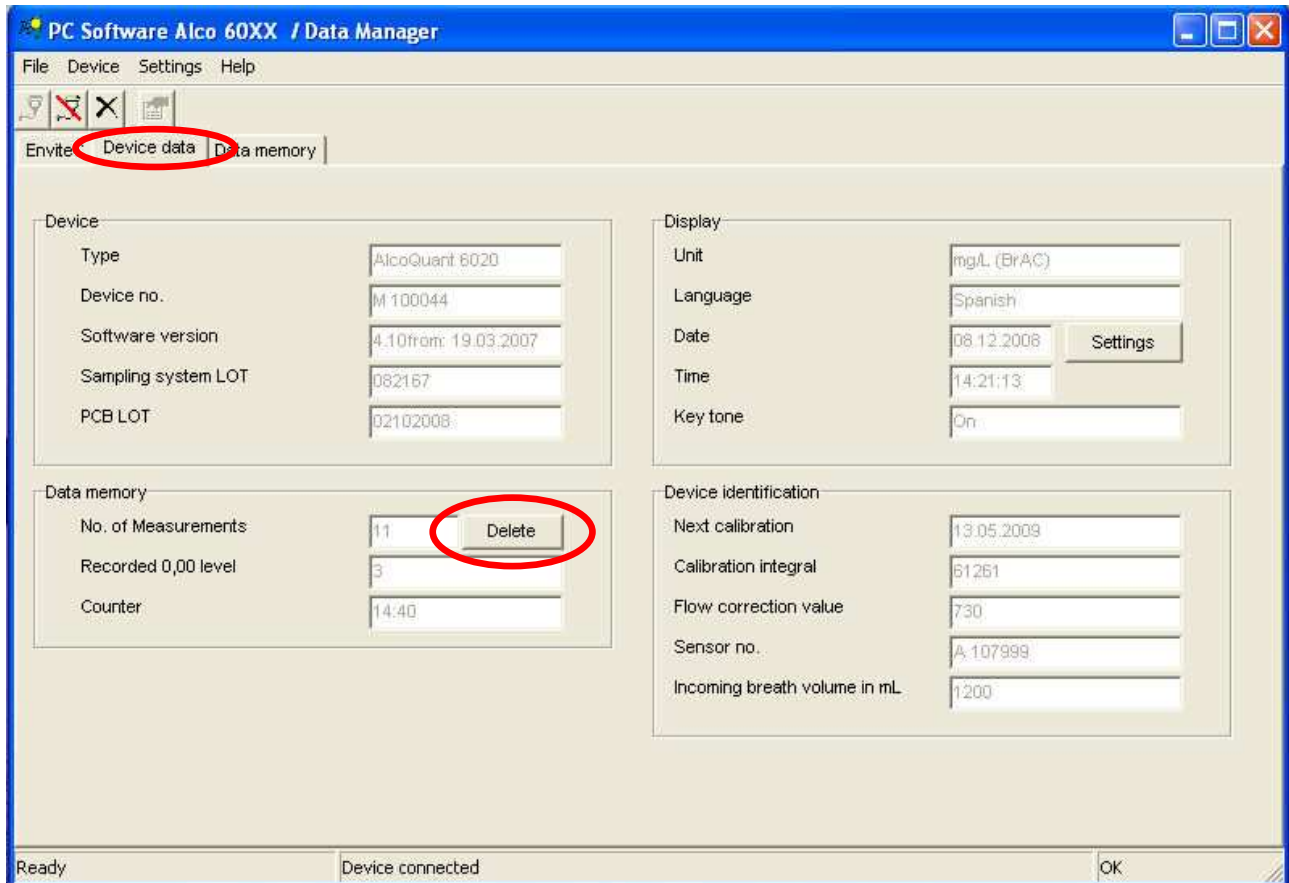 PC Software Alco 60XX / Data Manager
File Device Settings Help
Envite Device data Data memory
Device
Type AlcoQuant 6020
Device no. M 100044
Software version 4.10from: 19.03.2007
Sampling system LOT 082167
PCB LOT 02102008
Display
Unit mg/L (BrAC)
Language Spanish
Date 08.12.2008 Settings
Time 14:21:13
Key tone On
Data memory
No. of Measurements 11 Delete
Recorded 0,00 level 3
Counter 14:40
Device identification
Next calibration 13.05.2009
Calibration integral 61261
Flow correction value 730
Sensor no. A 107999
Incoming breath volume in mL 1200
Ready Device connected OK